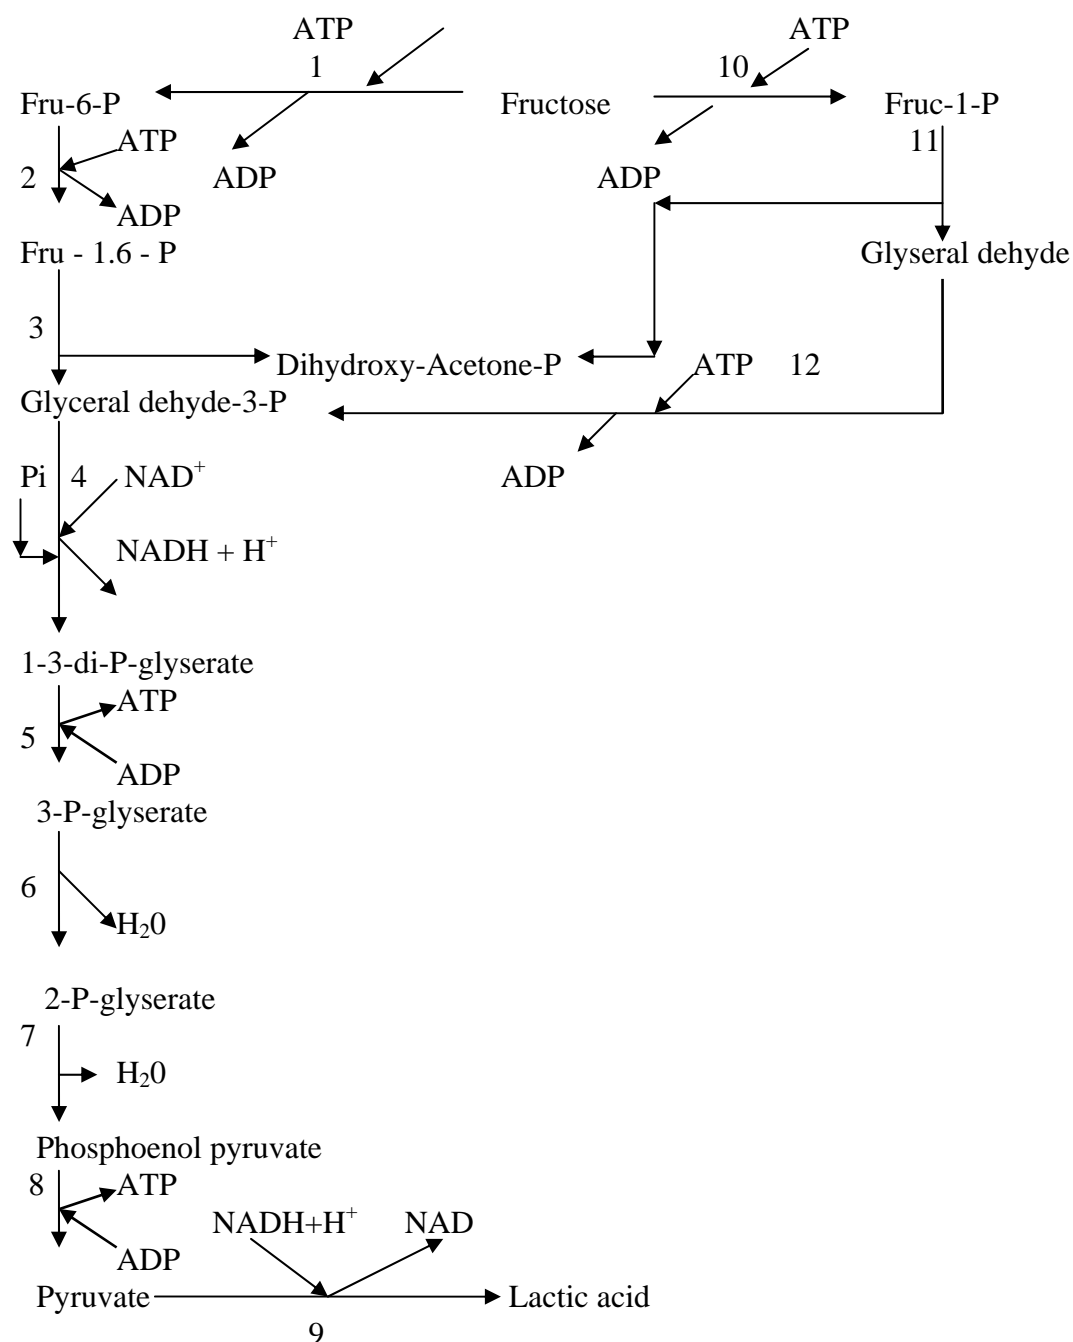 ATP ATP
1 10
Fru-6-P Fructose Fruc-1-P
ATP 11
2 ADP ADP
ADP
Fru - 1.6 - P Glyseral dehyde
3
Dihydroxy-Acetone-P ATP 12
Glyceral dehyde-3-P
Pi 4 NAD⁺ ADP
NADH + H⁺
1-3-di-P-glyserate
ATP
5
ADP
3-P-glyserate
6
H₂0
2-P-glyserate
7
H₂0
Phosphoenol pyruvate
8 ATP
NADH+H⁺ NAD
ADP
Pyruvate Lactic acid
9